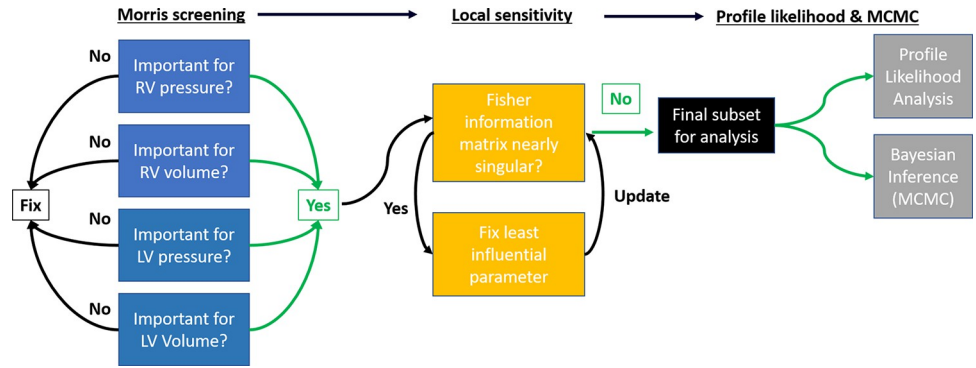 Morris screening
Local sensitivity
Profile likelihood & MCMC
No
Important for
RV pressure?
No
Important for
RV volume?
Fix
Yes
No
Important for
LV pressure?
No
Important for
LV Volume?
Fisher
information
matrix nearly
singular?
Yes
Update
Fix least
influential
parameter
No
Final subset
for analysis
Profile
Likelihood
Analysis
Bayesian
Inference
(MCMC)